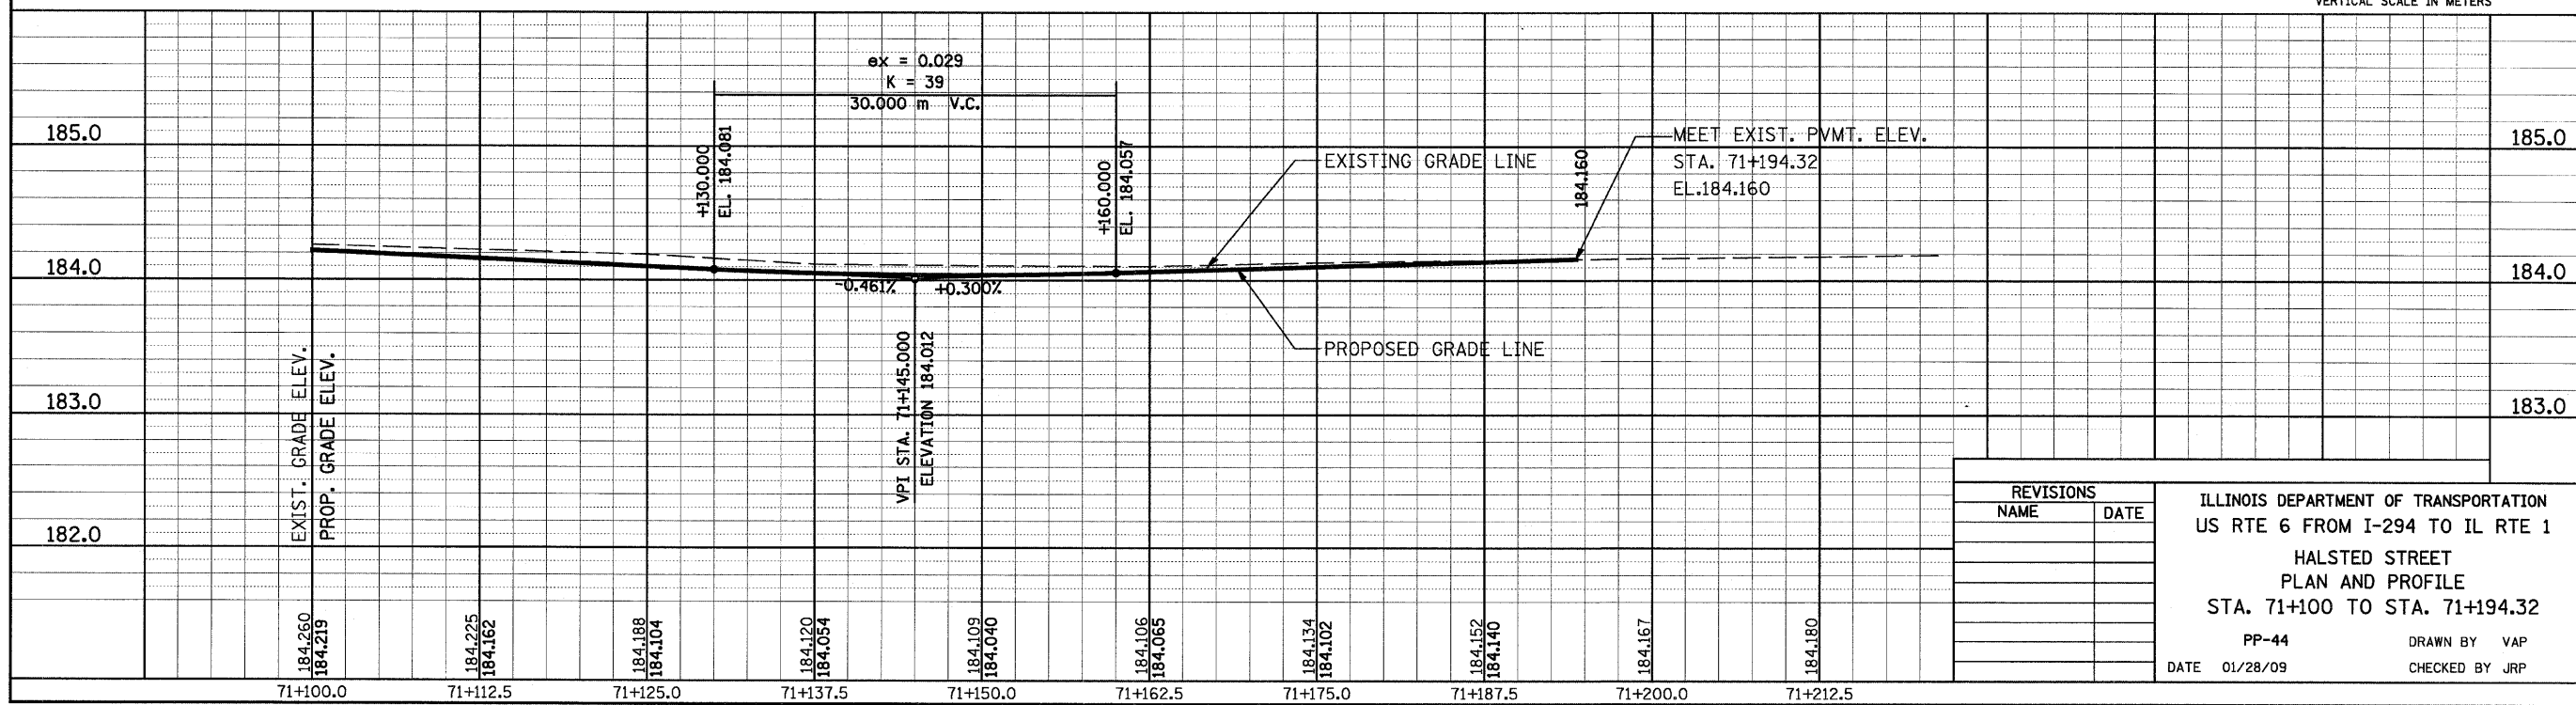 VERTICAL SCALE IN METERS
ex = 0.029
K = 39
30.000 m V.C.
185.0
+130.000
EL. 184.081
+160.000
EL. 184.057
EXISTING GRADE LINE
184.160
MEET EXIST. PVMT. ELEV.
STA. 71+194.32
EL.184.160
185.0
184.0
-0.461%
+0.300%
184.0
PROPOSED GRADE LINE
VPI STA. 71+145.000
ELEVATION 184.012
183.0
183.0
EXIST. GRADE ELEV.
PROP. GRADE ELEV.
182.0
184.260
184.219
184.225
184.162
184.188
184.104
184.120
184.054
184.109
184.040
184.106
184.065
184.134
184.102
184.152
184.140
184.167
184.180
71+100.0
71+112.5
71+125.0
71+137.5
71+150.0
71+162.5
71+175.0
71+187.5
71+200.0
71+212.5
REVISIONS
NAME DATE
ILLINOIS DEPARTMENT OF TRANSPORTATION
US RTE 6 FROM I-294 TO IL RTE 1
HALSTED STREET
PLAN AND PROFILE
STA. 71+100 TO STA. 71+194.32
PP-44 DRAWN BY VAP
DATE 01/28/09 CHECKED BY JRP